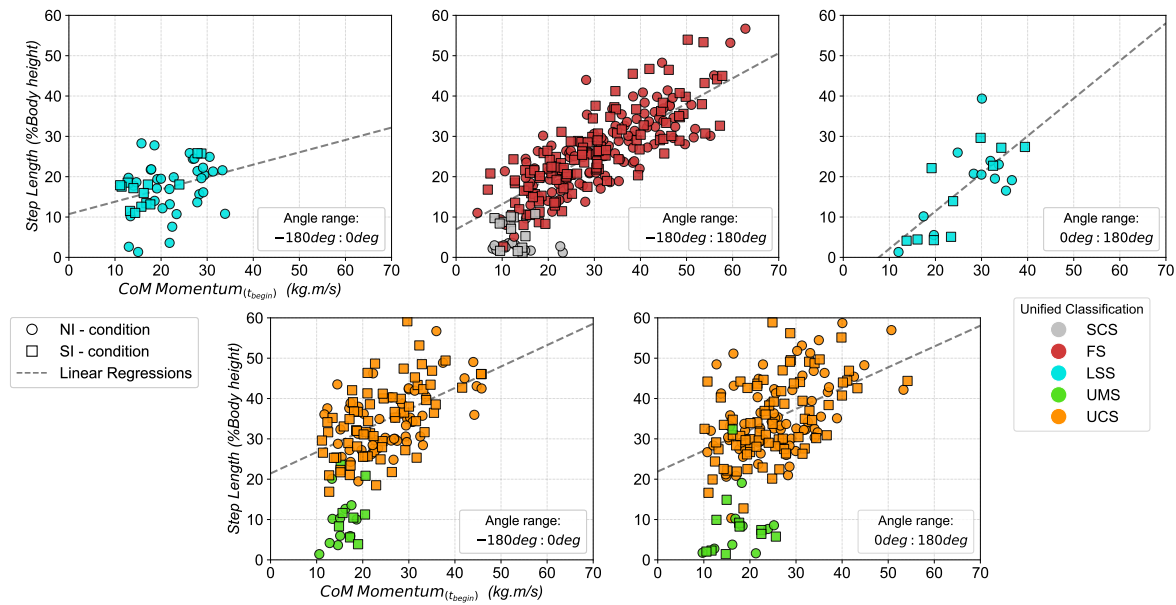 Step Length (%Body height)
60
50
40
30
20
10
0
0 10 20 30 40 50 60 70
CoM Momentum(t_begin) (kg.m/s)
Angle range:
−180deg : 0deg
60
50
40
30
20
10
0
0 10 20 30 40 50 60 70
Angle range:
−180deg : 180deg
60
50
40
30
20
10
0
0 10 20 30 40 50 60 70
Angle range:
0deg : 180deg
NI - condition
SI - condition
Linear Regressions
Step Length (%Body height)
60
50
40
30
20
10
0
0 10 20 30 40 50 60 70
CoM Momentum(t_begin) (kg.m/s)
Angle range:
−180deg : 0deg
60
50
40
30
20
10
0
0 10 20 30 40 50 60 70
Angle range:
0deg : 180deg
Unified Classification
SCS
FS
LSS
UMS
UCS